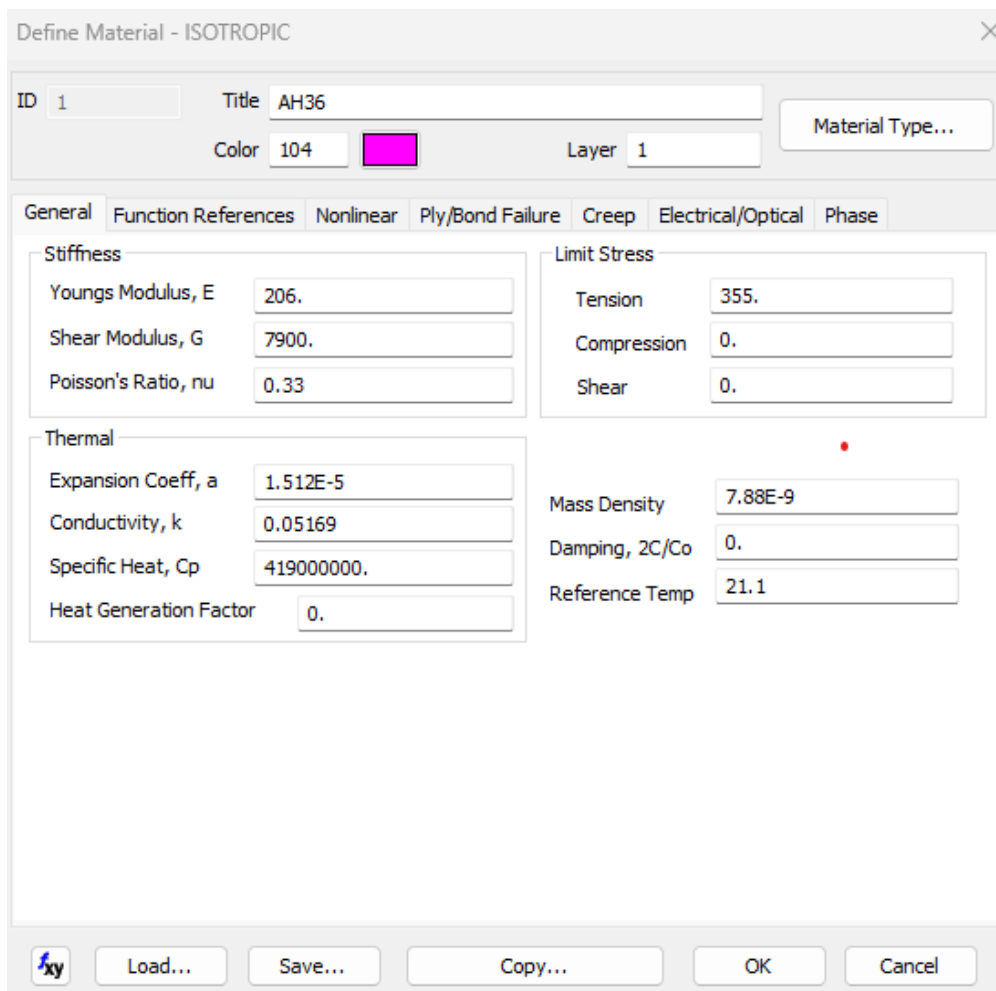 Define Material - ISOTROPIC
ID 1 Title AH36
Material Type...
Color 104 Layer 1
General Function References Nonlinear Ply/Bond Failure Creep Electrical/Optical Phase
Stiffness
Youngs Modulus, E 206.
Shear Modulus, G 7900.
Poisson's Ratio, nu 0.33
Limit Stress
Tension 355.
Compression 0.
Shear 0.
Thermal
Expansion Coeff, a 1.512E-5
Conductivity, k 0.05169
Specific Heat, Cp 419000000.
Heat Generation Factor 0.
Mass Density 7.88E-9
Damping, 2C/Co 0.
Reference Temp 21.1
fxy Load... Save... Copy... OK Cancel